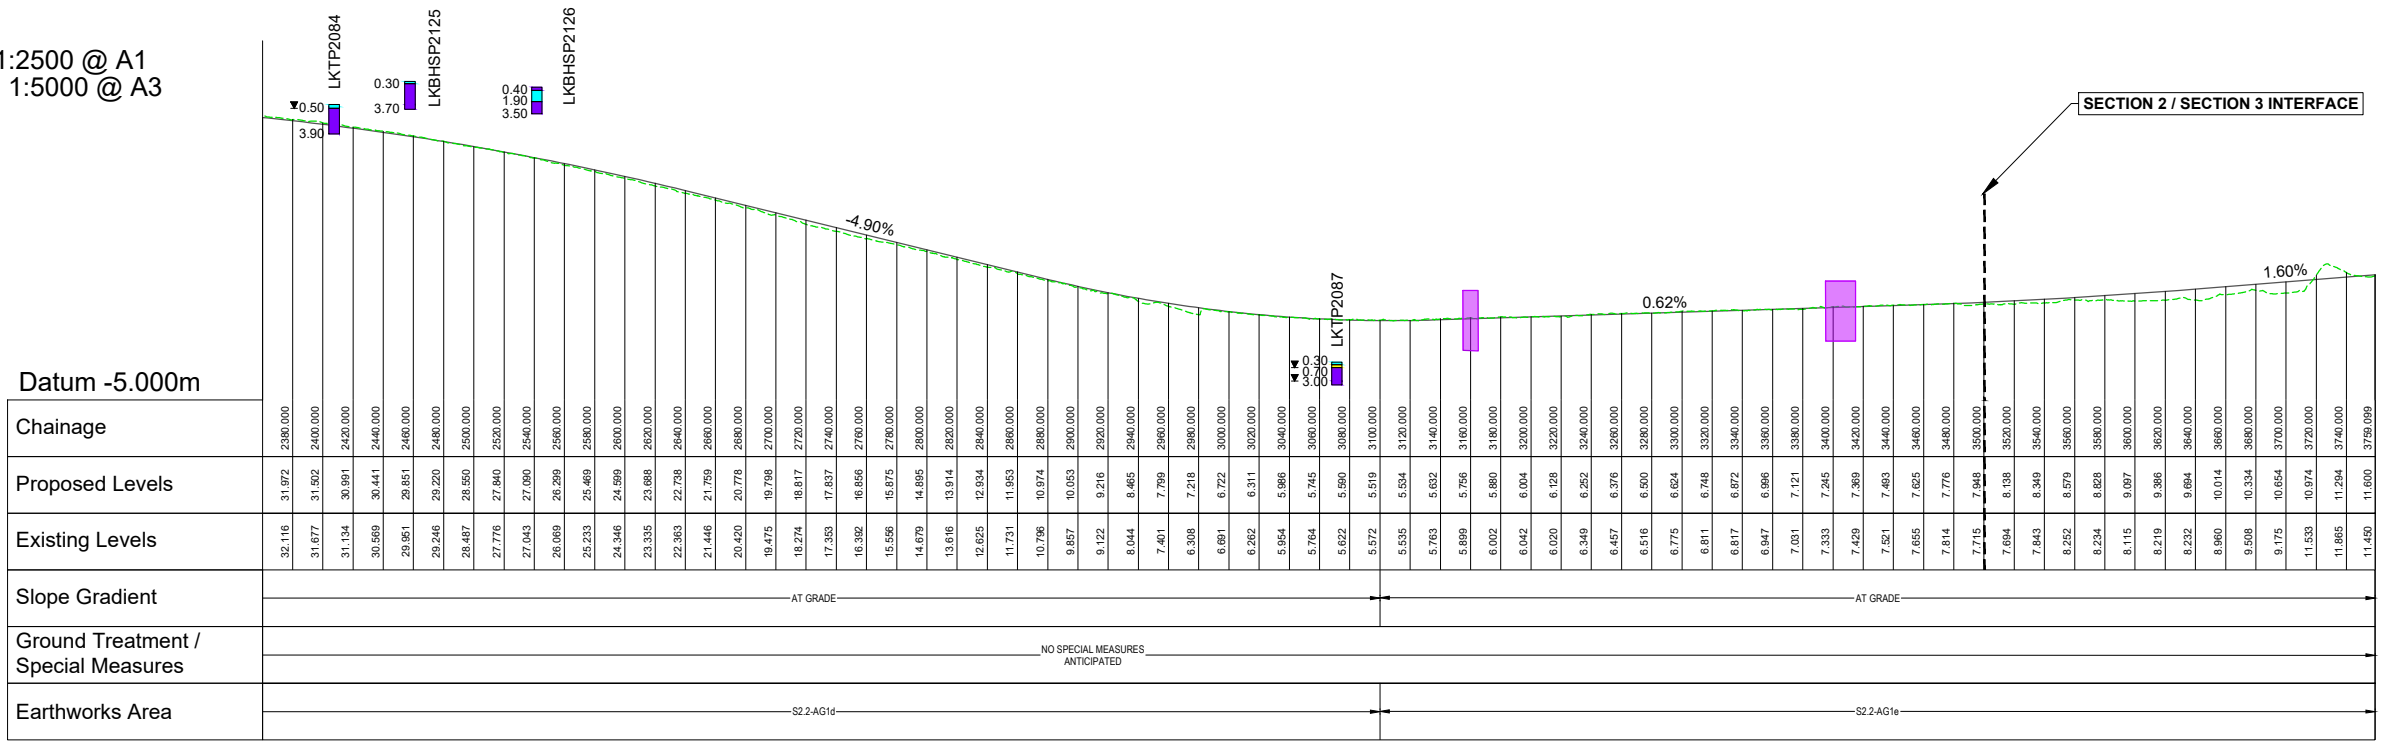 1:2500 @ A1
1:5000 @ A3
LKTP2084
0.50
3.90
LKBHSP2125
0.30
3.70
LKBHSP2126
0.40
1.90
3.50
SECTION 2 / SECTION 3 INTERFACE
-4.90%
0.62%
1.60%
LKTP2087
0.30
0.70
3.00
Datum -5.000m
Chainage 2380.000 2400.000 2420.000 2440.000 2460.000 2480.000 2500.000 2520.000 2540.000 2560.000 2580.000 2600.000 2620.000 2640.000 2660.000 2680.000 2700.000 2720.000 2740.000 2760.000 2780.000 2800.000 2820.000 2840.000 2860.000 2880.000 2900.000 2920.000 2940.000 2960.000 2980.000 3000.000 3020.000 3040.000 3060.000 3080.000 3100.000 3120.000 3140.000 3160.000 3180.000 3200.000 3220.000 3240.000 3260.000 3280.000 3300.000 3320.000 3340.000 3360.000 3380.000 3400.000 3420.000 3440.000 3460.000 3480.000 3500.000 3520.000 3540.000 3560.000 3580.000 3600.000 3620.000 3640.000 3660.000 3680.000 3700.000 3720.000 3740.000 3759.099
Proposed Levels 31.972 31.502 30.991 30.441 29.851 29.220 28.550 27.840 27.090 26.299 25.469 24.599 23.688 22.738 21.759 20.778 19.798 18.817 17.837 16.856 15.875 14.895 13.914 12.934 11.953 10.974 10.053 9.216 8.465 7.799 7.218 6.722 6.311 5.986 5.745 5.590 5.519 5.534 5.632 5.756 5.880 6.004 6.128 6.252 6.376 6.500 6.624 6.748 6.872 6.996 7.121 7.245 7.369 7.493 7.625 7.776 7.948 8.138 8.349 8.579 8.828 9.097 9.386 9.694 10.014 10.334 10.654 10.974 11.294 11.600
Existing Levels 32.116 31.677 31.134 30.569 29.951 29.246 28.487 27.776 27.043 26.069 25.233 24.346 23.335 22.363 21.446 20.420 19.475 18.274 17.353 16.392 15.556 14.679 13.616 12.625 11.731 10.796 9.857 9.122 8.044 7.401 6.308 6.691 6.262 5.954 5.764 5.622 5.572 5.535 5.763 5.899 6.002 6.042 6.020 6.349 6.457 6.516 6.775 6.811 6.817 6.947 7.031 7.333 7.429 7.521 7.655 7.814 7.715 7.694 7.843 8.252 8.234 8.115 8.219 8.232 8.960 9.508 9.175 11.533 11.865 11.450
Slope Gradient AT GRADE AT GRADE
Ground Treatment /
Special Measures
NO SPECIAL MEASURES
ANTICIPATED
Earthworks Area S2.2-AG1d S2.2-AG1e